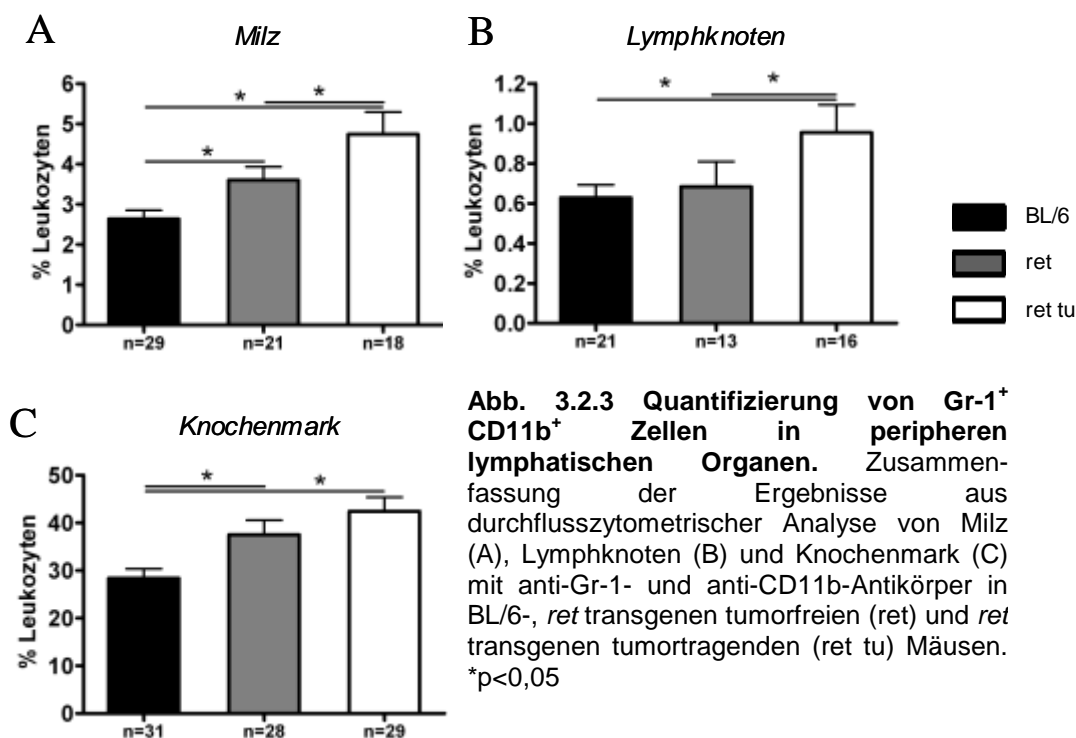 A
Milz
% Leukozyten
6
5
4
3
2
1
0
*
*
*
n=29
n=21
n=18
B
Lymphknoten
% Leukozyten
1.2
1.0
0.8
0.6
0.4
0.2
0.0
*
*
n=21
n=13
n=16
BL/6
ret
ret tu
C
Knochenmark
% Leukozyten
50
40
30
20
10
0
*
*
n=31
n=28
n=29
Abb. 3.2.3 Quantifizierung von Gr-1⁺
CD11b⁺ Zellen in peripheren
lymphatischen Organen. Zusammen-
fassung der Ergebnisse aus
durchflusszytometrischer Analyse von Milz
(A), Lymphknoten (B) und Knochenmark (C)
mit anti-Gr-1- und anti-CD11b-Antikörper in
BL/6-, ret transgenen tumorfreien (ret) und ret
transgenen tumortragenden (ret tu) Mäusen.
*p<0,05